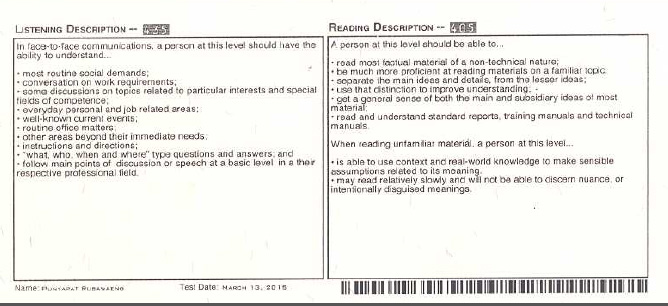 LISTENING DESCRIPTION -- 455
In face-to-face communications, a person at this level should have the
ability to understand...
• most routine social demands;
• conversation on work requirements;
• some discussions on topics related to particular interests and special
fields of competence;
• everyday personal and job related areas;
• well-known current events;
• routine office matters;
• other areas beyond their immediate needs;
• instructions and directions;
• "what, who, when and where" type questions and answers; and
• follow main points of discussion or speech at a basic level in a their
respective professional field.
READING DESCRIPTION -- 405
A person at this level should be able to...
• read most factual material of a non-technical nature;
• be much more proficient at reading materials on a familiar topic;
• separate the main ideas and details, from the lesser ideas;
• use that distinction to improve understanding;
• get a general sense of both the main and subsidiary ideas of most
material;
• read and understand standard reports, training manuals and technical
manuals.
When reading unfamiliar material, a person at this level...
• is able to use context and real-world knowledge to make sensible
assumptions related to its meaning.
• may read relatively slowly and will not be able to discern nuance, or
intentionally disguised meanings.
Name: Test Date: MARCH 13, 2015